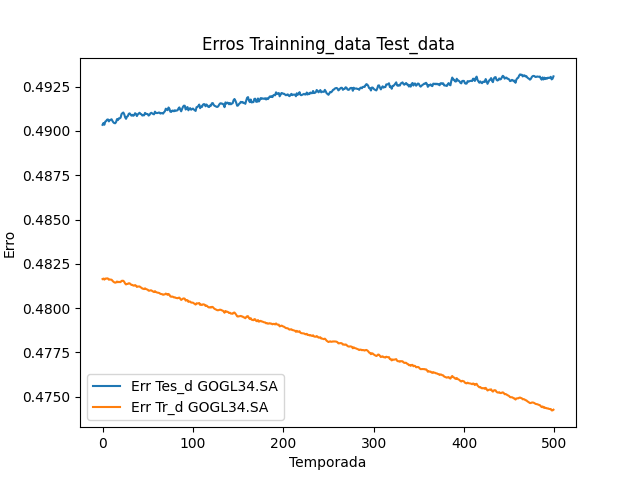 Erros Trainning_data Test_data
0.4925
0.4900
0.4875
0.4850
0.4825
0.4800
0.4775
0.4750
Erro
Err Tes_d GOGL34.SA
Err Tr_d GOGL34.SA
0 100 200 300 400 500
Temporada